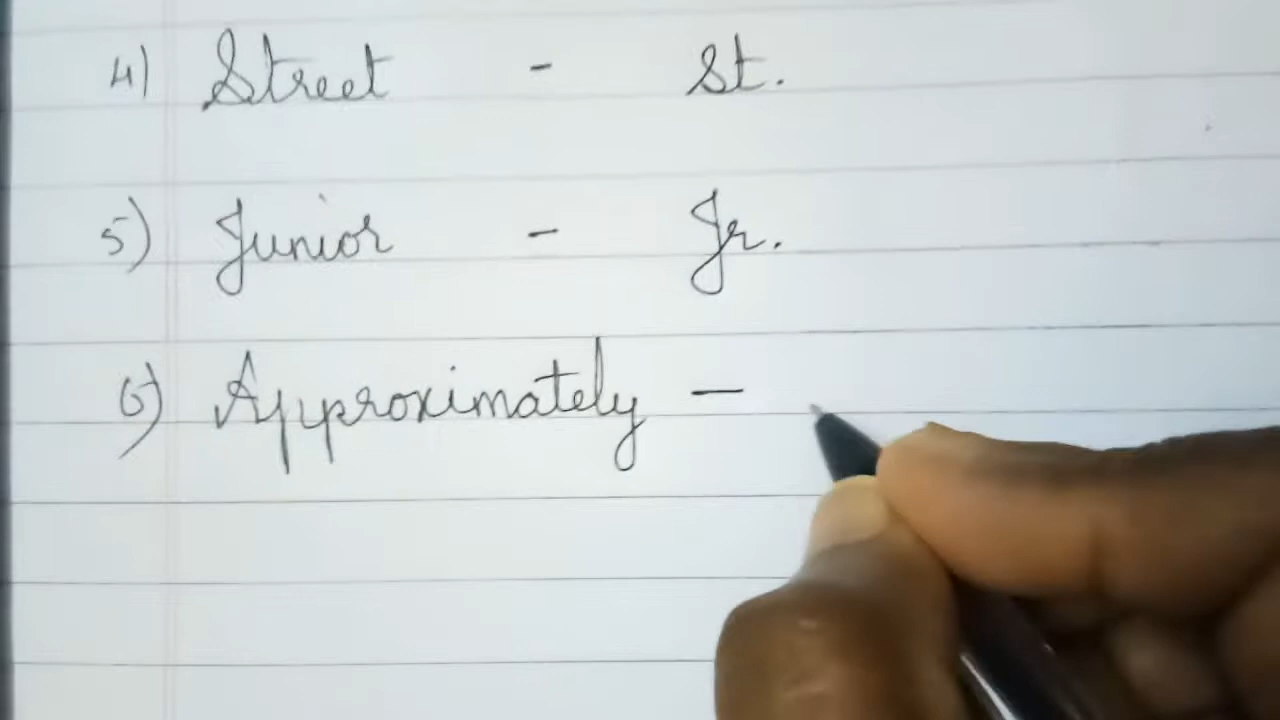 4) Street - St.
5) Junior - Jr.
6) Approximately -